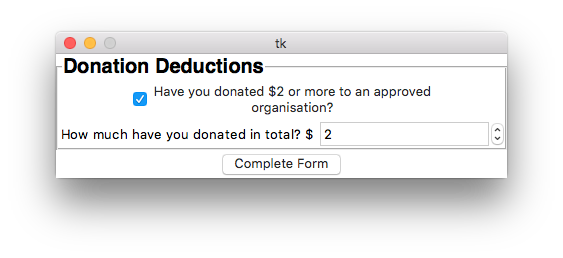 tk
Donation Deductions
Have you donated $2 or more to an approved
organisation?
How much have you donated in total? $ 2
Complete Form